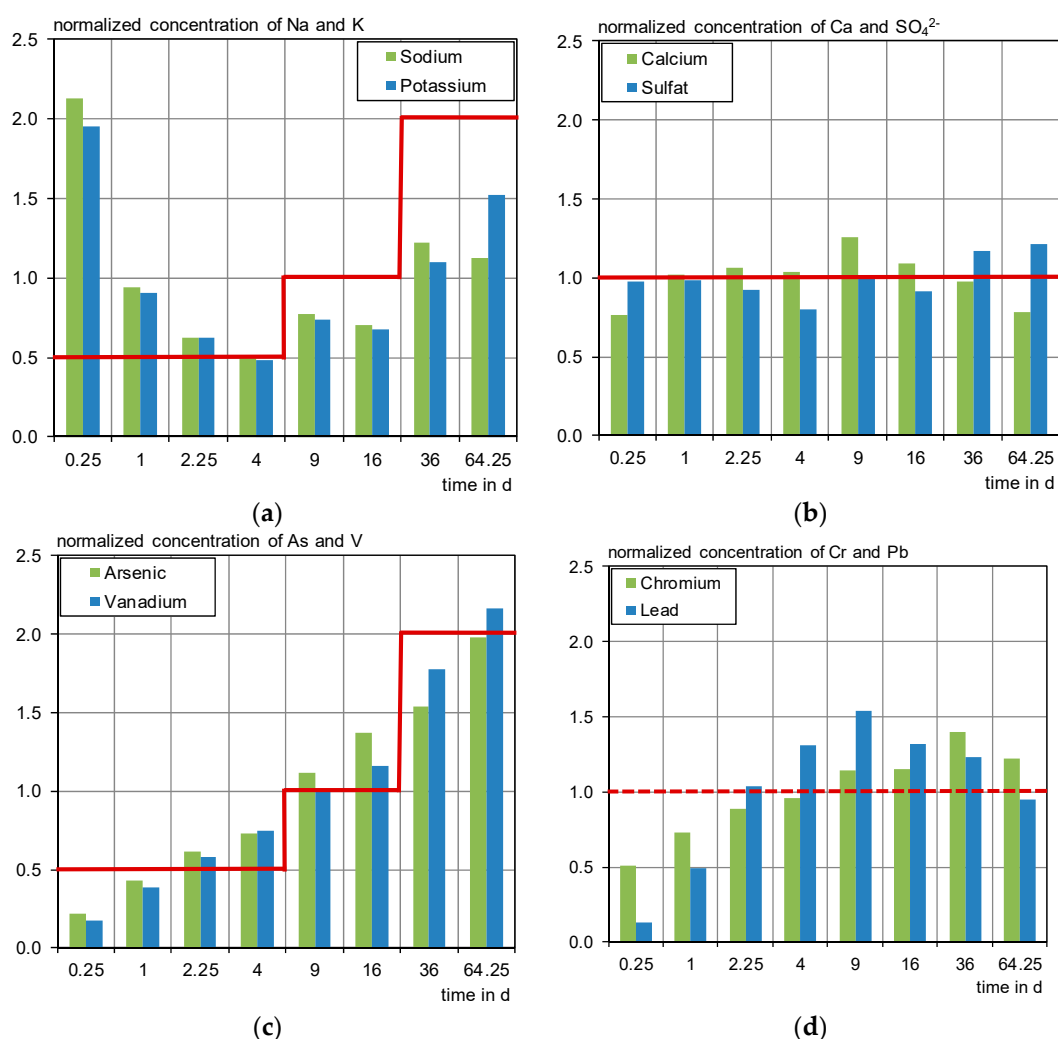 normalized concentration of Na and K
2.5
Sodium
Potassium
2.0
1.5
1.0
0.5
0.0
0.25 1 2.25 4 9 16 36 64.25
time in d
(a)
normalized concentration of Ca and SO₄²⁻
2.5
Calcium
Sulfat
2.0
1.5
1.0
0.5
0.0
0.25 1 2.25 4 9 16 36 64.25
time in d
(b)
normalized concentration of As and V
2.5
Arsenic
Vanadium
2.0
1.5
1.0
0.5
0.0
0.25 1 2.25 4 9 16 36 64.25
time in d
(c)
normalized concentration of Cr and Pb
2.5
Chromium
Lead
2.0
1.5
1.0
0.5
0.0
0.25 1 2.25 4 9 16 36 64.25
time in d
(d)